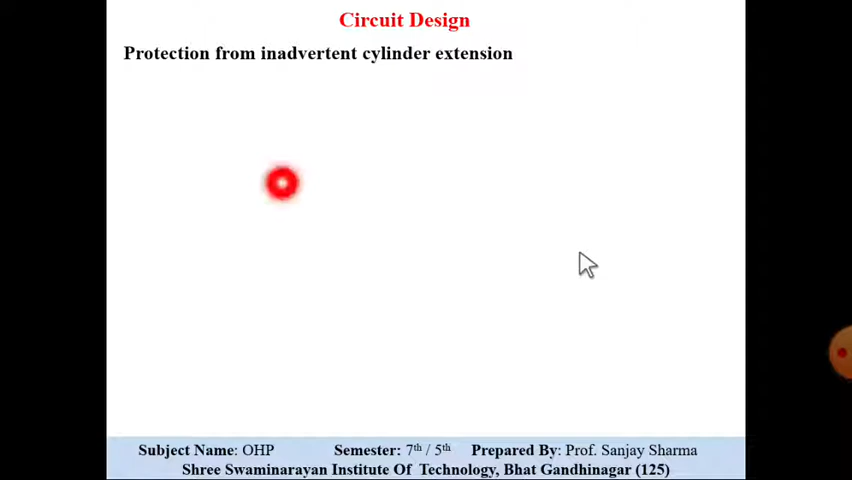 Circuit Design
Protection from inadvertent cylinder extension
Subject Name: OHP Semester: 7th / 5th Prepared By: Prof. Sanjay Sharma
Shree Swaminarayan Institute Of Technology, Bhat Gandhinagar (125)